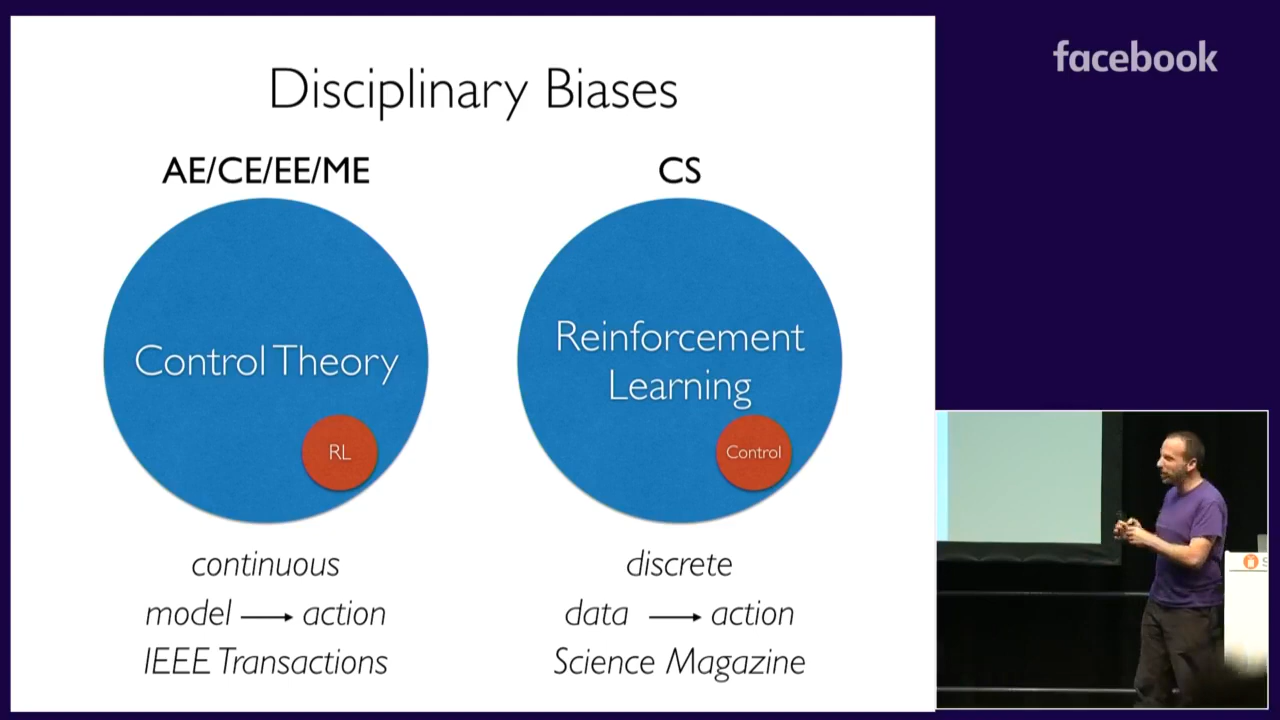 Disciplinary Biases
facebook
AE/CE/EE/ME
CS
Control Theory
RL
Reinforcement
Learning
Control
continuous
model → action
IEEE Transactions
discrete
data → action
Science Magazine